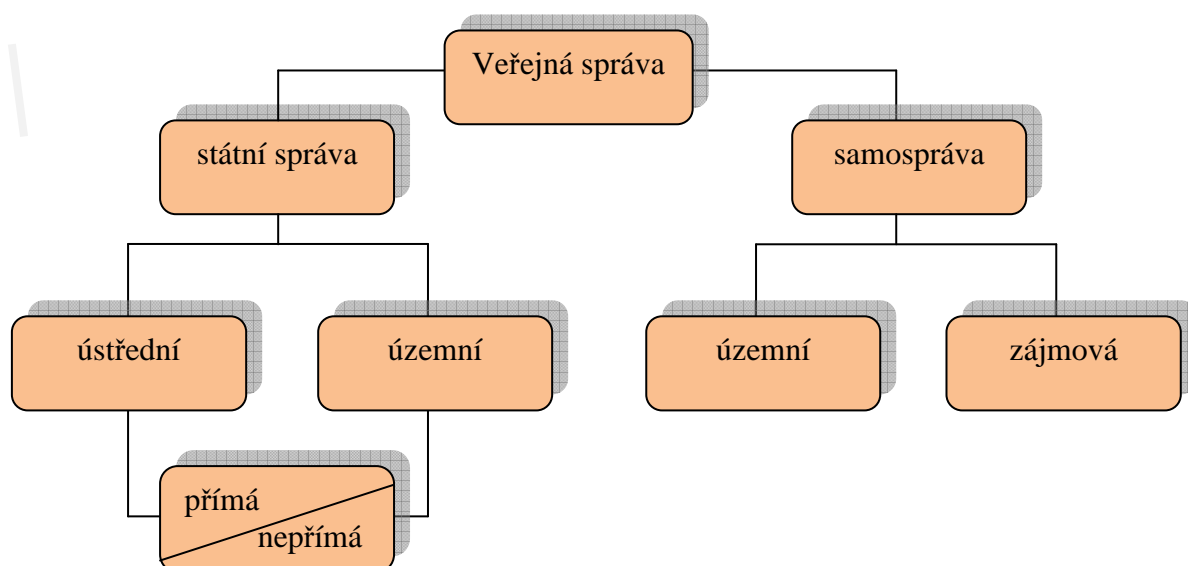 Veřejná správa
státní správa
samospráva
ústřední
územní
územní
zájmová
přímá
nepřímá